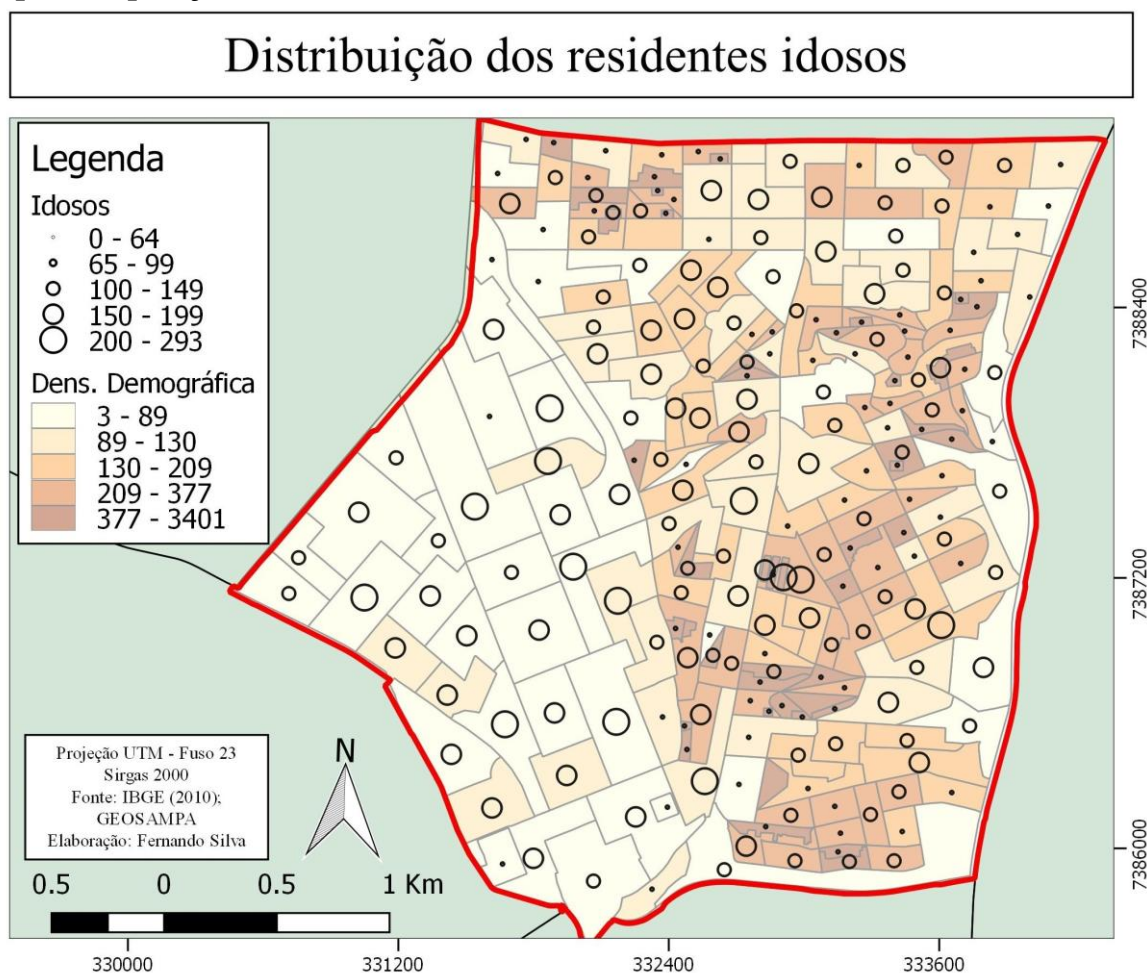 Distribuição dos residentes idosos
Legenda
Idosos
0 - 64
65 - 99
100 - 149
150 - 199
200 - 293
Dens. Demográfica
3 - 89
89 - 130
130 - 209
209 - 377
377 - 3401
7388400
7387200
7386000
Projeção UTM - Fuso 23
Sirgas 2000
Fonte: IBGE (2010);
GEOSAMPA
Elaboração: Fernando Silva
N
0.5 0 0.5 1 Km
330000 331200 332400 333600